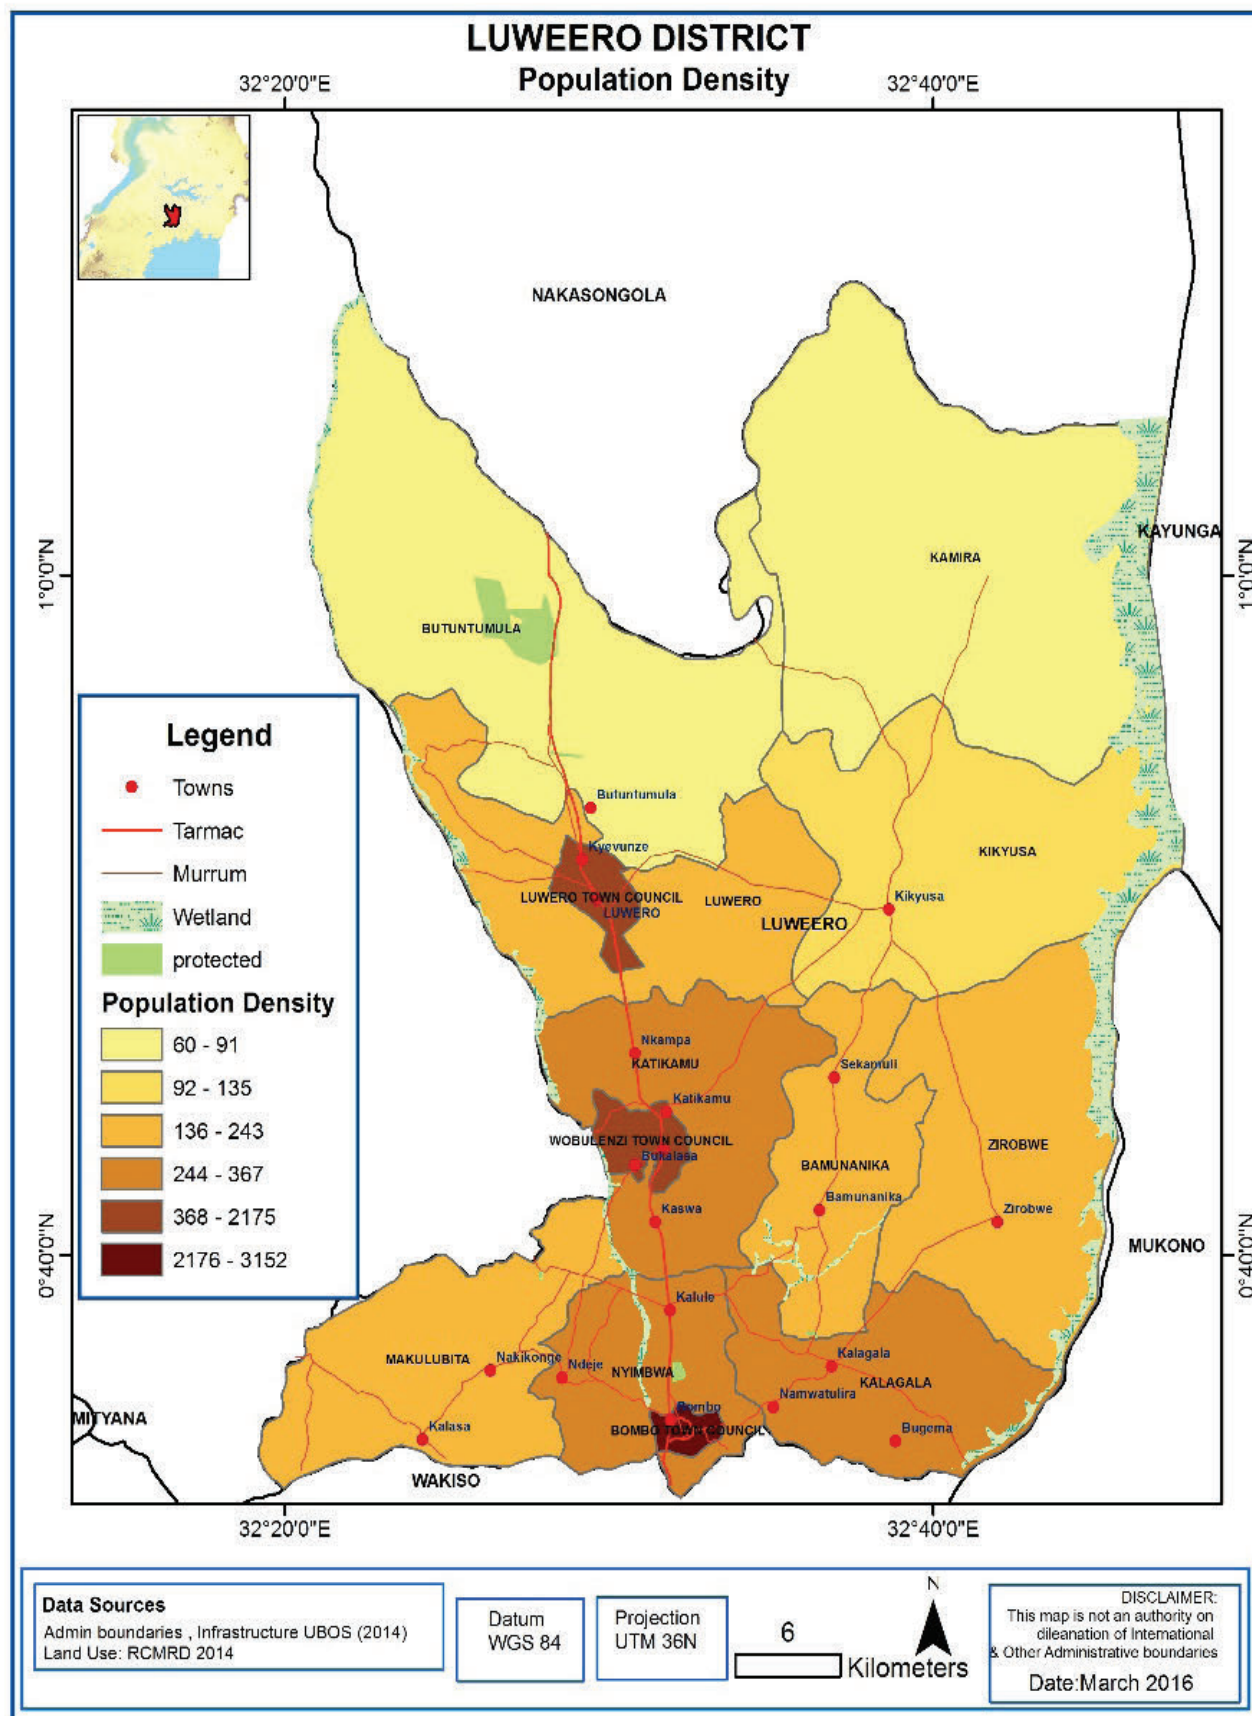 LUWEERO DISTRICT
Population Density
32°20'0"E
32°40'0"E
NAKASONGOLA
KAYUNGA
KAMIRA
1°0'0"N
1°0'0"N
BUTUNTUMULA
Legend
Towns
Tarmac
Murrum
Wetland
protected
Population Density
60 - 91
92 - 135
136 - 243
244 - 367
368 - 2175
2176 - 3152
Butuntumula
Kyevunze
KIKYUSA
LUWERO TOWN COUNCIL
LUWERO
LUWERO
Kikyusa
LUWEERO
Nkampa
KATIKAMU
Sekamuli
Katikamu
WOBULENZI TOWN COUNCIL
ZIROBWE
Bukalasa
BAMUNANIKA
Kaswa
Bamunanika
Zirobwe
MUKONO
0°40'0"N
0°40'0"N
Kalule
MAKULUBITA
Nakikonge
Ndeje
NYIMBWA
Kalagala
KALAGALA
Namwatulira
MITYANA
Kalasa
Bombo
BOMBO TOWN COUNCIL
Bugema
WAKISO
32°20'0"E
32°40'0"E
Data Sources
Admin boundaries , Infrastructure UBOS (2014)
Land Use: RCMRD 2014
Datum
WGS 84
Projection
UTM 36N
6
Kilometers
N
DISCLAIMER:
This map is not an authority on
dileanation of International
& Other Administrative boundaries
Date:March 2016